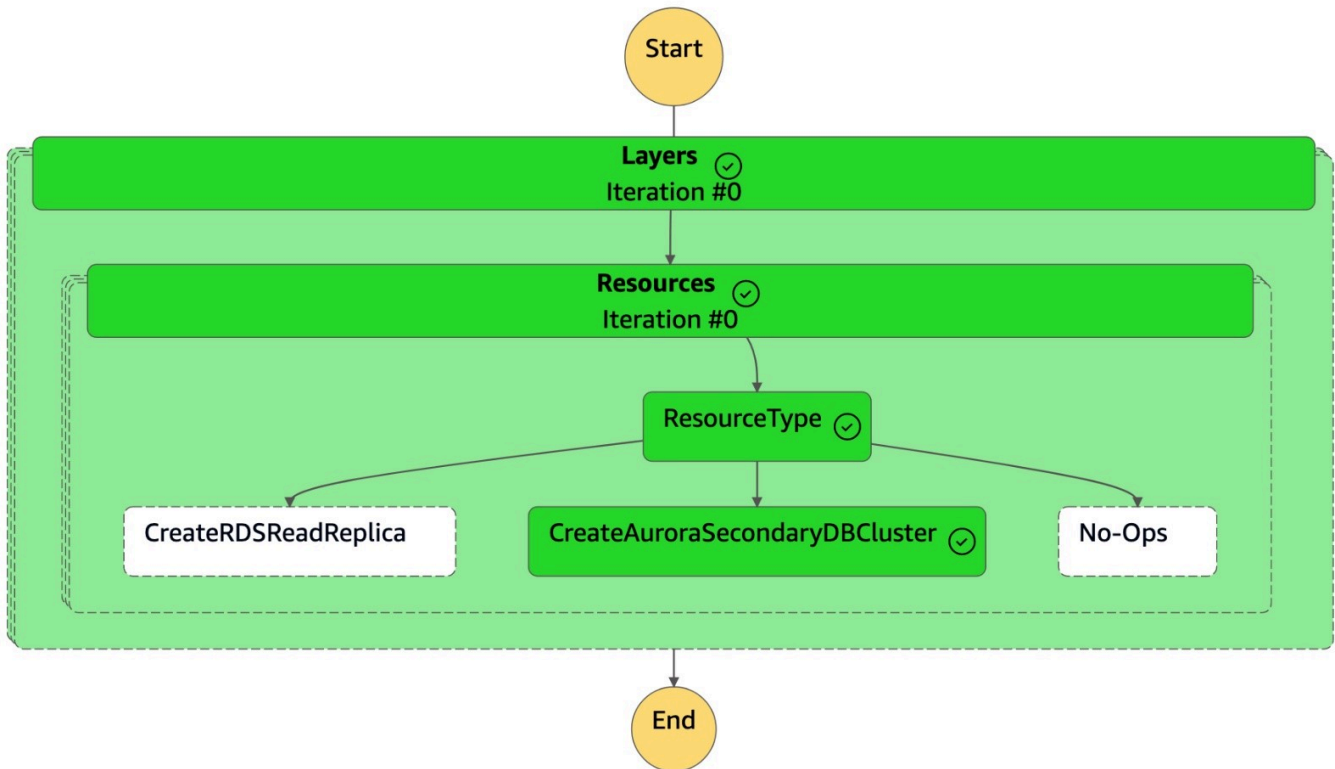 Start
Layers
Iteration #0
Resources
Iteration #0
ResourceType
CreateRDSReadReplica
CreateAuroraSecondaryDBCluster
No-Ops
End